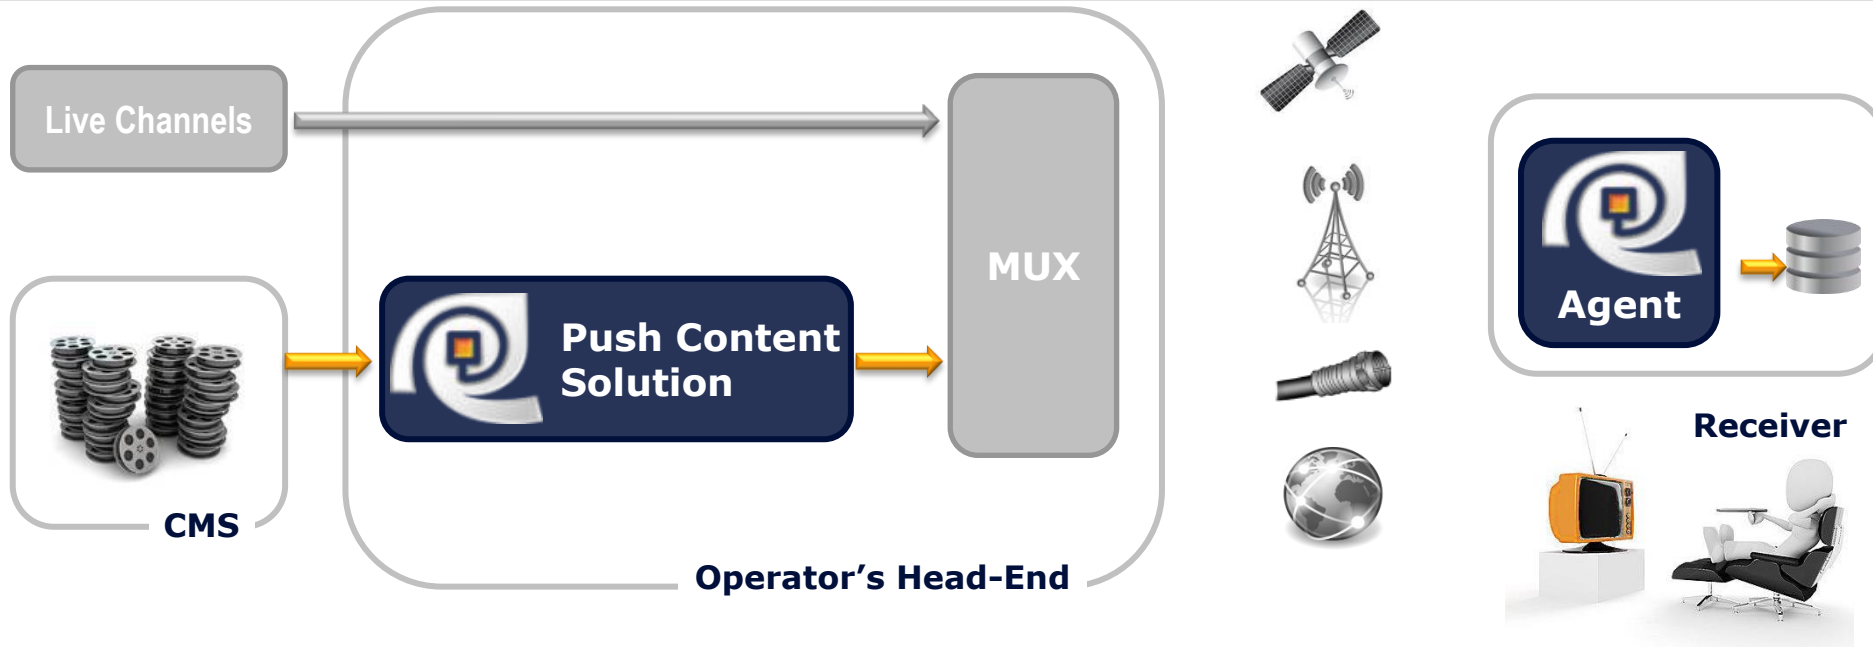 Live Channels
MUX
Push Content
Solution
Agent
Receiver
CMS
Operator’s Head-End